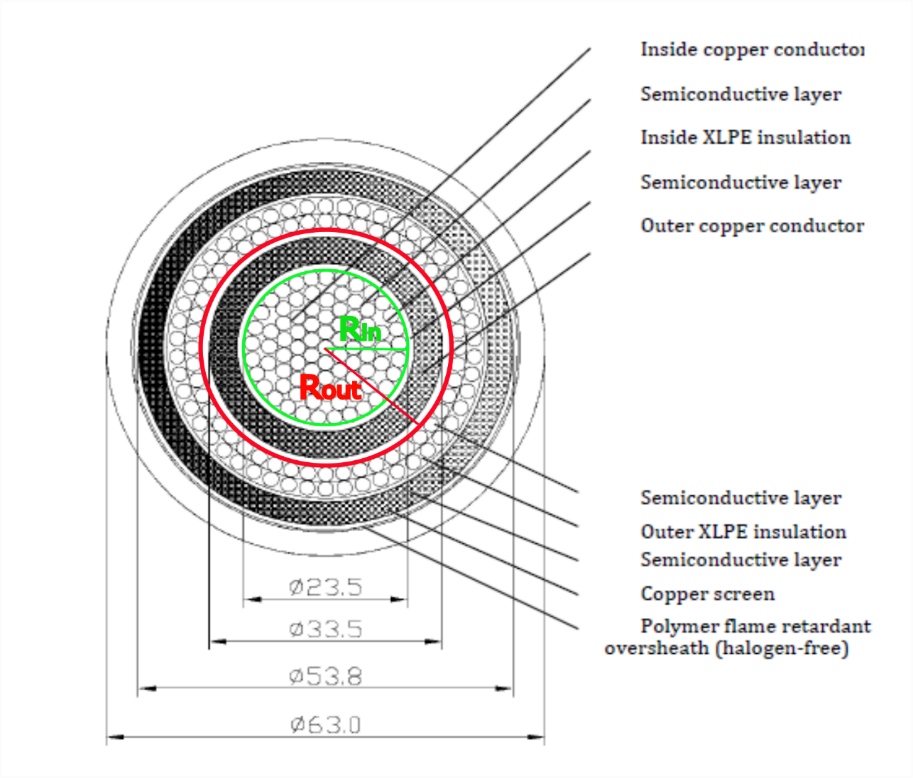 Inside copper conductor
Semiconductive layer
Inside XLPE insulation
Semiconductive layer
Outer copper conductor
Rin
Rout
Semiconductive layer
Outer XLPE insulation
Semiconductive layer
Copper screen
Polymer flame retardant
oversheath (halogen-free)
Ø23.5
Ø33.5
Ø53.8
Ø63.0